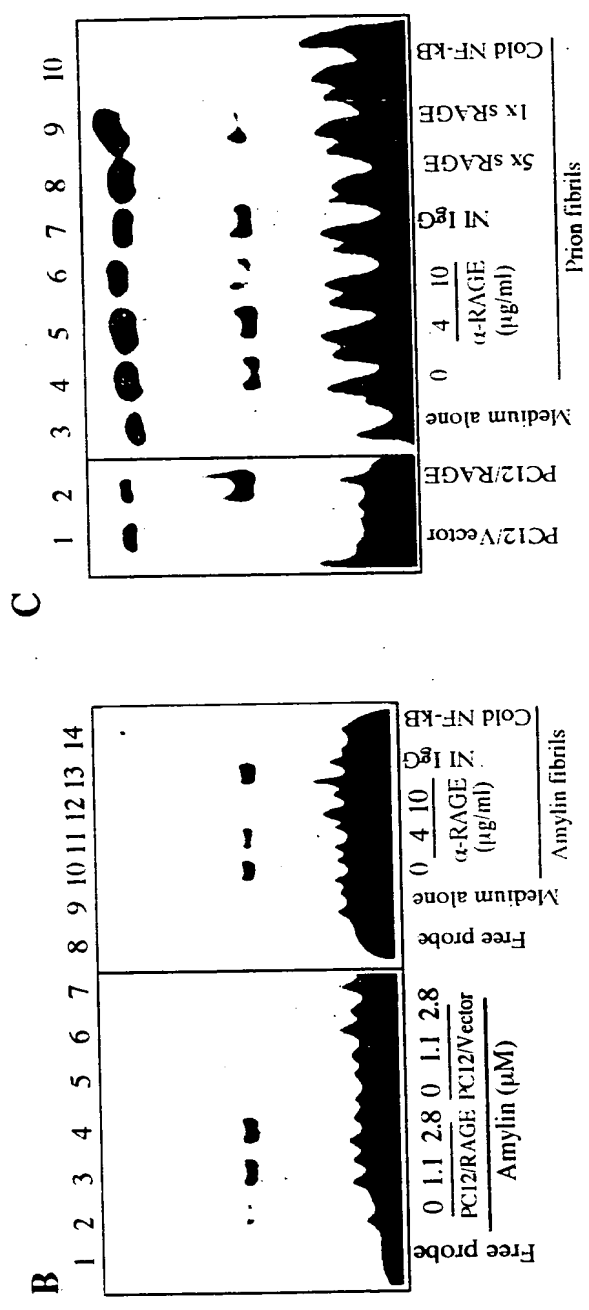 B
1 2 3 4 5 6 7
8 9 10 11 12 13 14
Free probe
0 1.1 2.8 0 1.1 2.8
PC12/RAGE PC12/Vector
Amylin (μM)
Free probe
Medium alone
0 4 10
α-RAGE
(μg/ml)
NI IgG
Cold NF-kB
Amylin fibrils
C
1 2
3 4 5 6 7 8 9 10
PC12/Vector
PC12/RAGE
Medium alone
0 4 10
α-RAGE
(μg/ml)
NI IgG
5x sRAGE
1x sRAGE
Cold NF-kB
Prion fibrils